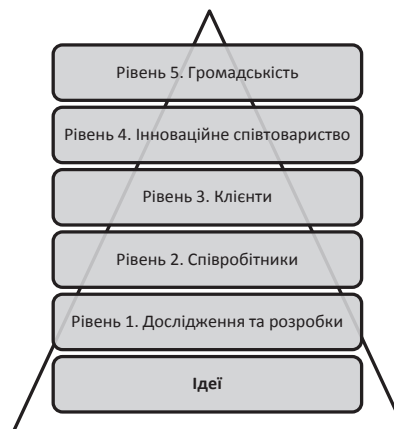 Рівень 5. Громадськість
Рівень 4. Інноваційне співтовариство
Рівень 3. Клієнти
Рівень 2. Співробітники
Рівень 1. Дослідження та розробки
Ідеї